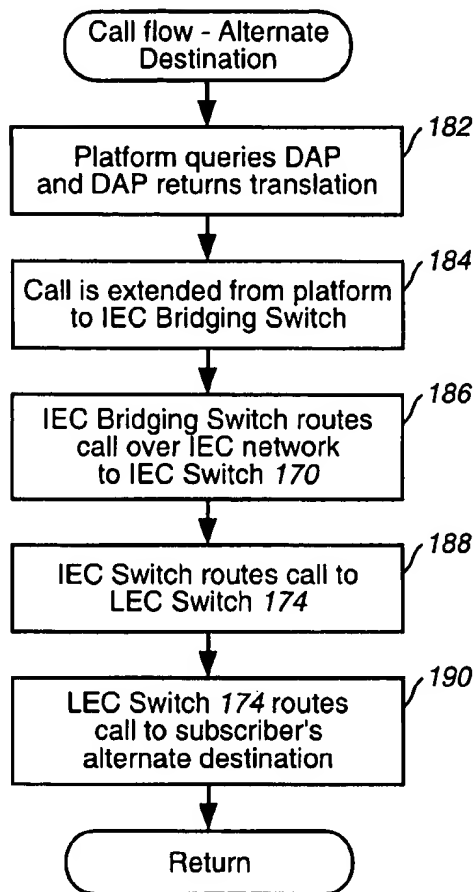 Call flow - Alternate
Destination
182
Platform queries DAP
and DAP returns translation
184
Call is extended from platform
to IEC Bridging Switch
186
IEC Bridging Switch routes
call over IEC network
to IEC Switch 170
188
IEC Switch routes call to
LEC Switch 174
190
LEC Switch 174 routes
call to subscriber's
alternate destination
Return